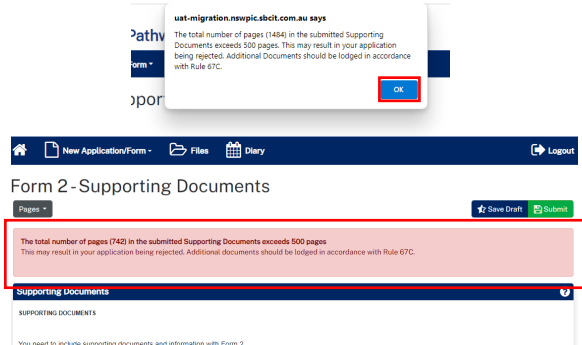 uat-migration.nswpic.sbcit.com.au says
The total number of pages (1484) in the submitted Supporting
Documents exceeds 500 pages. This may result in your application
being rejected. Additional Documents should be lodged in accordance
with Rule 67C.
OK
Pathw
orm
ppor
New Application/Form
Files
Diary
Logout
Form 2 - Supporting Documents
Pages
Save Draft
Submit
The total number of pages (742) in the submitted Supporting Documents exceeds 500 pages
This may result in your application being rejected. Additional documents should be lodged in accordance with Rule 67C.
Supporting Documents
?
SUPPORTING DOCUMENTS
You need to include supporting documents and information with Form 2